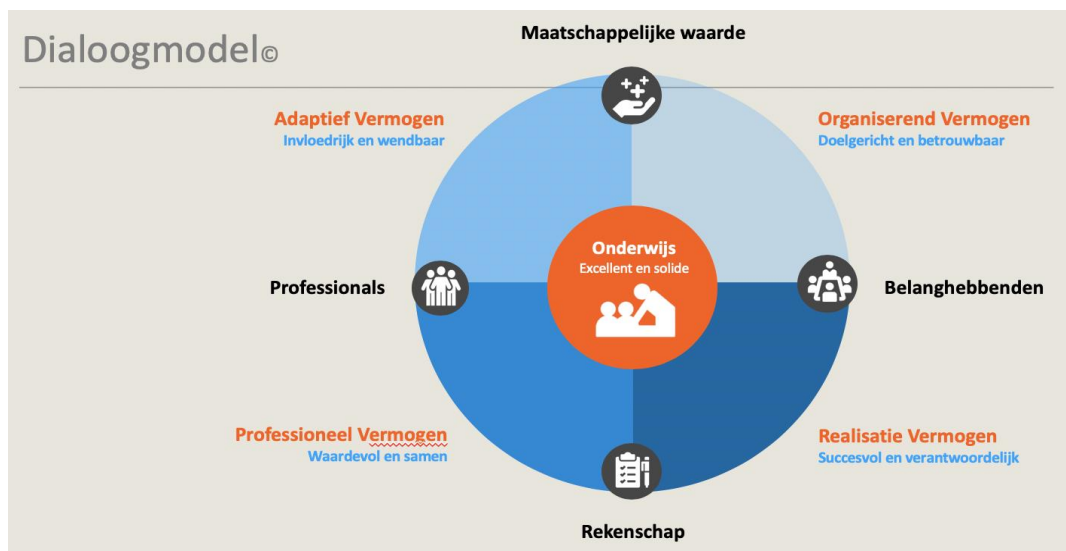 Dialoogmodel©
Maatschappelijke waarde
Adaptief Vermogen
Invloedrijk en wendbaar
Organiserend Vermogen
Doelgericht en betrouwbaar
Onderwijs
Excellent en solide
Professionals
Belanghebbenden
Professioneel Vermogen
Waardevol en samen
Realisatie Vermogen
Succesvol en verantwoordelijk
Rekenschap